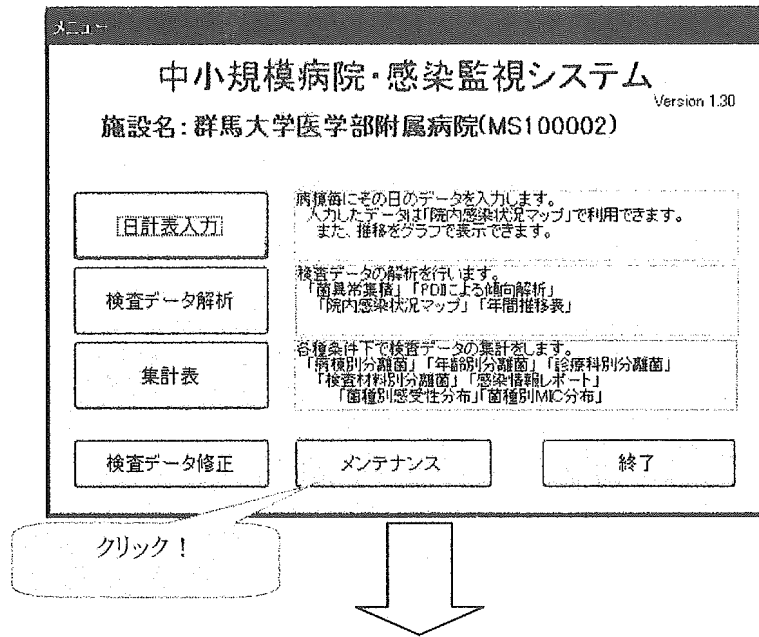 メニュー
中小規模病院・感染監視システム
Version 1.30
施設名:群馬大学医学部附属病院(MS100002)
日計表入力
病棟毎にその日のデータを入力します。
入力したデータは「院内感染状況マップ」で利用できます。
また、推移をグラフで表示できます。
検査データ解析
検査データの解析を行います。
「菌異常集積」「PDIによる傾向解析」
「院内感染状況マップ」「年間推移表」
集計表
各種条件下で検査データの集計をします。
「病棟別分離菌」「年齢別分離菌」「診療科別分離菌」
「検査材料別分離菌」「感染情報レポート」
「菌種別感受性分布」「菌種別MIC分布」
検査データ修正
メンテナンス
終了
クリック!